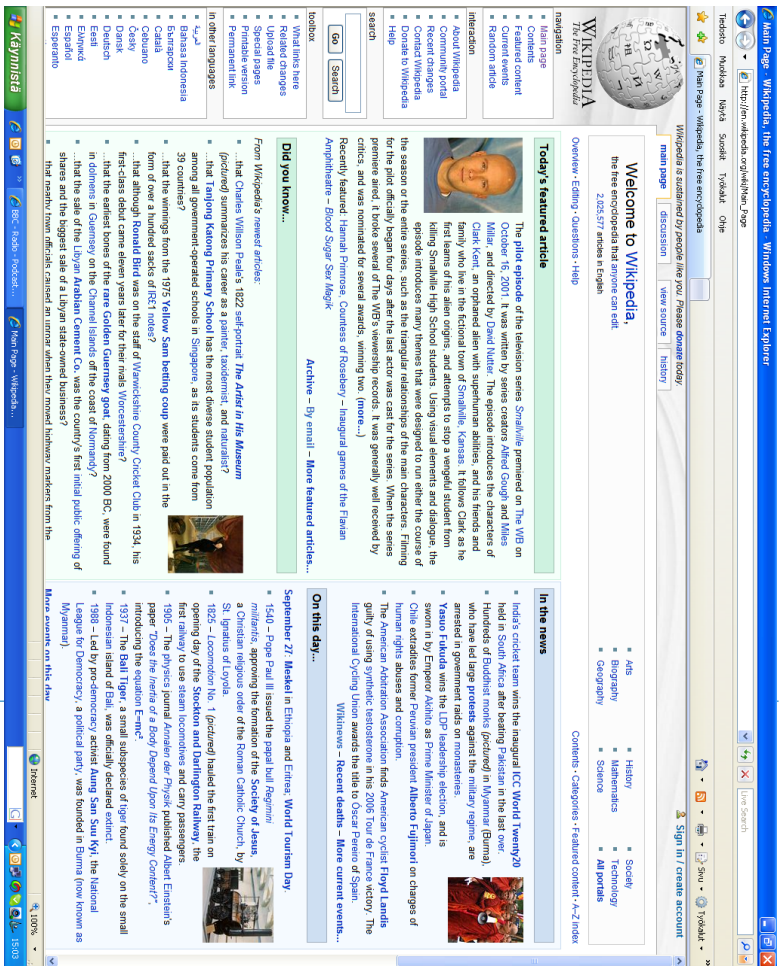 Main Page - Wikipedia, the free encyclopedia - Windows Internet Explorer
http://en.wikipedia.org/wiki/Main_Page
Live Search
Tiedosto Muokkaa Näytä Suosikit Työkalut Ohje
Main Page - Wikipedia, the free encyclopedia
Sivu Työkalut
Wikipedia is sustained by people like you. Please donate today.
Sign in / create account
main page discussion view source history
WIKIPEDIA
The Free Encyclopedia
navigation
Main page
Contents
Featured content
Current events
Random article
interaction
About Wikipedia
Community portal
Recent changes
Contact Wikipedia
Donate to Wikipedia
Help
search
Go Search
toolbox
What links here
Related changes
Upload file
Special pages
Printable version
Permanent link
in other languages
العربية
Bahasa Indonesia
Български
Català
Cebuano
Česky
Dansk
Deutsch
Eesti
Ελληνικά
Español
Esperanto
Welcome to Wikipedia,
the free encyclopedia that anyone can edit.
2,025,577 articles in English
Arts
Biography
Geography
History
Mathematics
Science
Society
Technology
All portals
Overview · Editing · Questions · Help
Contents · Categories · Featured content · A–Z index
Today's featured article
The pilot episode of the television series Smallville premiered on The WB on
October 16, 2001. It was written by series creators Alfred Gough and Miles
Millar, and directed by David Nutter. The episode introduces the characters of
Clark Kent, an orphaned alien with superhuman abilities, and his friends and
family who live in the fictional town of Smallville, Kansas. It follows Clark as he
first learns of his alien origins, and attempts to stop a vengeful student from
killing Smallville High School students. Using visual elements and dialogue, the
episode introduces many themes that were designed to run either the course of
the season or the entire series, such as the triangular relationships of the main characters. Filming
for the pilot officially began four days after the last actor was cast for the series. When the series
premiere aired, it broke several of The WB's viewership records. It was generally well received by
critics, and was nominated for several awards, winning two. (more...)
Recently featured: Hannah Primrose, Countess of Rosebery – Inaugural games of the Flavian
Amphitheatre – Blood Sugar Sex Magik
Archive – By email – More featured articles...
Did you know...
From Wikipedia's newest articles:
...that Charles Willson Peale's 1822 self-portrait The Artist in His Museum
(pictured) summarizes his career as a painter, taxidermist, and naturalist?
...that Tanjong Katong Primary School has the most diverse student population
among all government-operated schools in Singapore, as its students come from
39 countries?
...that the winnings from the 1975 Yellow Sam betting coup were paid out in the
form of over a hundred sacks of IR£1 notes?
...that although Ronald Bird was on the staff of Warwickshire County Cricket Club in 1934, his
first-class debut came eleven years later for their rivals Worcestershire?
...that the earliest bones of the rare Golden Guernsey goat, dating from 2000 BC, were found
in dolmens in Guernsey on the Channel Islands off the coast of Normandy?
...that the sale of the Libyan Arabian Cement Co. was the country's first initial public offering of
shares and the biggest sale of a Libyan state-owned business?
...that nearby town officials caused an uproar when they moved highway markers from the
In the news
India's cricket team wins the inaugural ICC World Twenty20
held in South Africa after beating Pakistan in the last over.
Hundreds of Buddhist monks (pictured) in Myanmar (Burma),
who have led large protests against the military regime, are
arrested in government raids on monasteries.
Yasuo Fukuda wins the LDP leadership election, and is
sworn in by Emperor Akihito as Prime Minister of Japan.
Chile extradites former Peruvian president Alberto Fujimori on charges of
human rights abuses and corruption.
The American Arbitration Association finds American cyclist Floyd Landis
guilty of using synthetic testosterone in his 2006 Tour de France victory. The
International Cycling Union awards the title to Óscar Pereiro of Spain.
Wikinews – Recent deaths – More current events...
On this day...
September 27: Meskel in Ethiopia and Eritrea, World Tourism Day.
1540 – Pope Paul III issued the papal bull Regimini
militantis, approving the formation of the Society of Jesus,
a Christian religious order of the Roman Catholic Church, by
St. Ignatius of Loyola.
1825 – Locomotion No. 1 (pictured) hauled the first train on
opening day of the Stockton and Darlington Railway, the
first railway to use steam locomotives and carry passengers.
1905 – The physics journal Annalen der Physik published Albert Einstein's
paper "Does the Inertia of a Body Depend Upon Its Energy Content?",
introducing the equation E=mc².
1937 – The Bali Tiger, a small subspecies of tiger found solely on the small
Indonesian island of Bali, was officially declared extinct.
1988 – Led by pro-democracy activist Aung San Suu Kyi, the National
League for Democracy, a political party, was founded in Burma (now known as
Myanmar).
More events on this day
Internet 100%
Käynnistä
BBC - Radio - Podcast...
Main Page - Wikipedia...
15:03